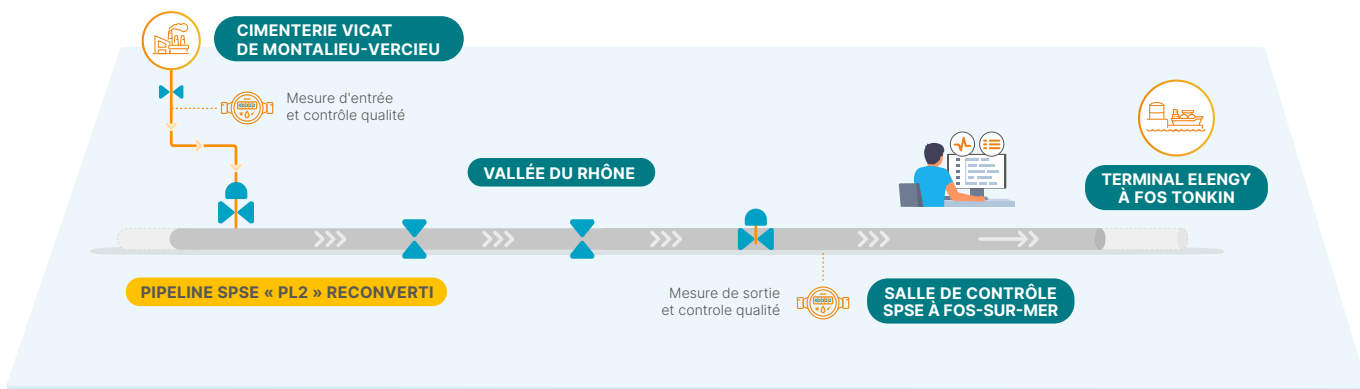 CIMENTERIE VICAT
DE MONTALIEU-VERCIEU
Mesure d'entrée
et contrôle qualité
VALLÉE DU RHÔNE
TERMINAL ELENGY
À FOS TONKIN
PIPELINE SPSE « PL2 » RECONVERTI
Mesure de sortie
et controle qualité
SALLE DE CONTRÔLE
SPSE À FOS-SUR-MER